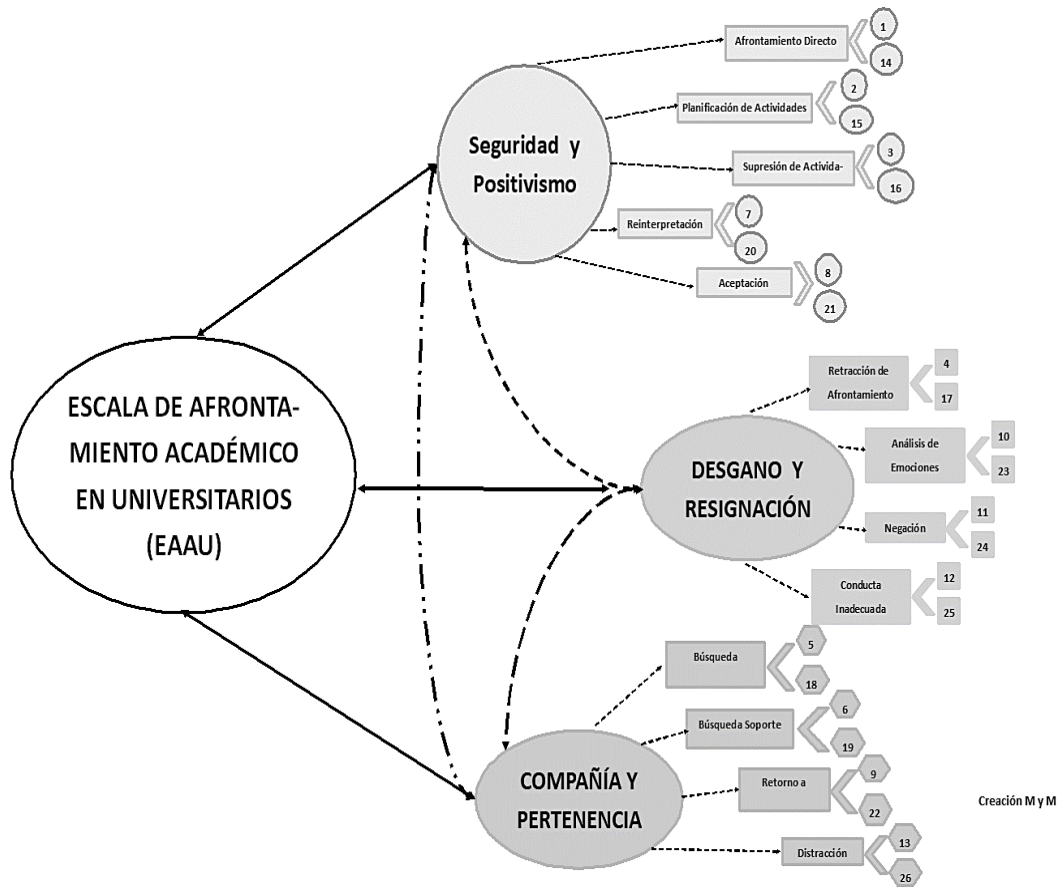 Afrontamiento Directo
1
14
Planificación de Actividades
2
15
Seguridad y
Positivismo
Supresión de Activida-
3
16
Reinterpretación
7
20
Aceptación
8
21
ESCALA DE AFRONTA-
MIENTO ACADÉMICO
EN UNIVERSITARIOS
(EAAU)
DESGANO Y
RESIGNACIÓN
Retracción de
Afrontamiento
4
17
Análisis de
Emociones
10
23
Negación
11
24
Conducta
Inadecuada
12
25
COMPAÑÍA Y
PERTENENCIA
Búsqueda
5
18
Búsqueda Soporte
6
19
Retorno a
9
22
Distracción
13
26
Creación M y M